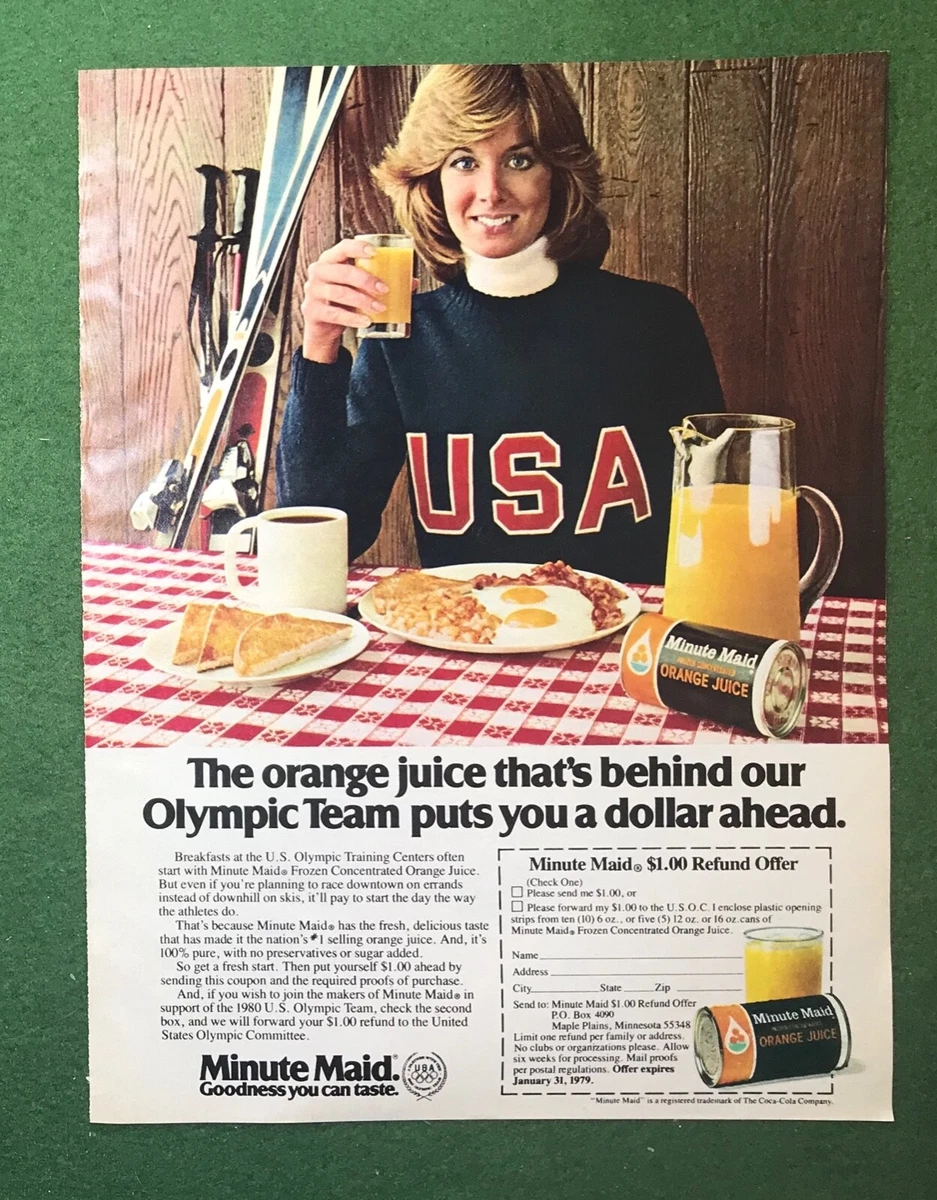 USA
Minute Maid
FROZEN CONCENTRATED
ORANGE JUICE
The orange juice that's behind our
Olympic Team puts you a dollar ahead.
Breakfasts at the U.S. Olympic Training Centers often
start with Minute Maid® Frozen Concentrated Orange Juice.
But even if you're planning to race downtown on errands
instead of downhill on skis, it'll pay to start the day the way
the athletes do.
That's because Minute Maid® has the fresh, delicious taste
that has made it the nation's #1 selling orange juice. And, it's
100% pure, with no preservatives or sugar added.
So get a fresh start. Then put yourself $1.00 ahead by
sending this coupon and the required proofs of purchase.
And, if you wish to join the makers of Minute Maid® in
support of the 1980 U.S. Olympic Team, check the second
box, and we will forward your $1.00 refund to the United
States Olympic Committee.
Minute Maid.®
Goodness you can taste.
USA
Minute Maid® $1.00 Refund Offer
(Check One)
Please send me $1.00, or
Please forward my $1.00 to the U.S.O.C. I enclose plastic opening
strips from ten (10) 6 oz., or five (5) 12 oz. or 16 oz. cans of
Minute Maid® Frozen Concentrated Orange Juice.
Name
Address
City State Zip
Send to: Minute Maid $1.00 Refund Offer
P.O. Box 4090
Maple Plains, Minnesota 55348
Limit one refund per family or address.
No clubs or organizations please. Allow
six weeks for processing. Mail proofs
per postal regulations. Offer expires
January 31, 1979.
Minute Maid
ORANGE JUICE
"Minute Maid" is a registered trademark of The Coca-Cola Company.